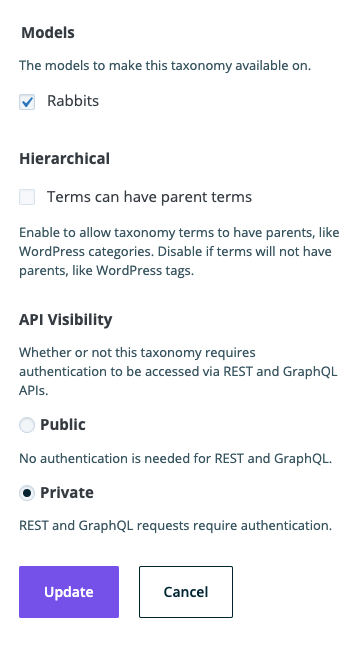 Models
The models to make this taxonomy available on.
Rabbits
Hierarchical
Terms can have parent terms
Enable to allow taxonomy terms to have parents, like
WordPress categories. Disable if terms will not have
parents, like WordPress tags.
API Visibility
Whether or not this taxonomy requires
authentication to be accessed via REST and GraphQL
APIs.
Public
No authentication is needed for REST and GraphQL.
Private
REST and GraphQL requests require authentication.
Update
Cancel